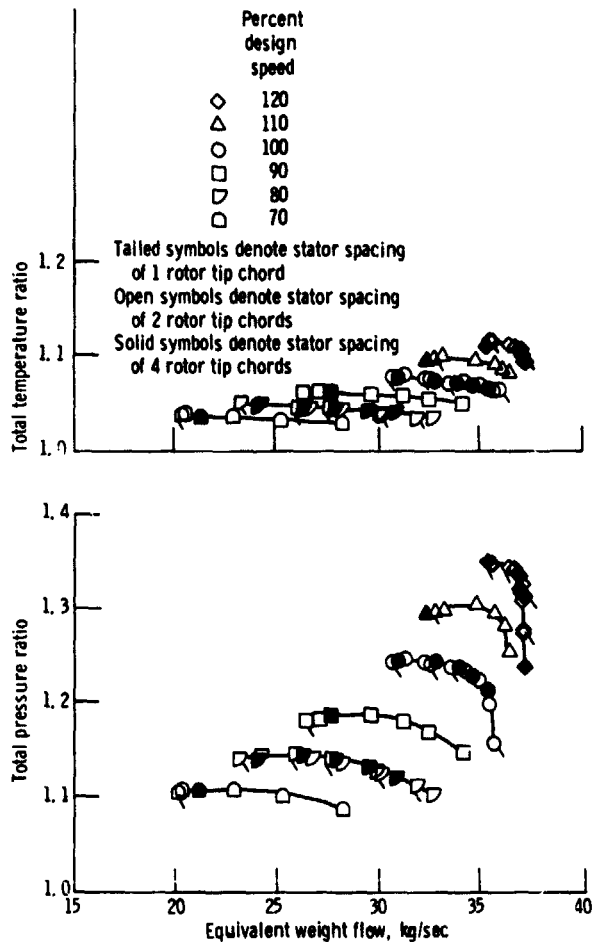 Percent
design
speed
120
110
100
90
80
70
Tailed symbols denote stator spacing
of 1 rotor tip chord
Open symbols denote stator spacing
of 2 rotor tip chords
Solid symbols denote stator spacing
of 4 rotor tip chords
Total temperature ratio
1.2
1.1
1.0
Total pressure ratio
1.4
1.3
1.2
1.1
1.0
15 20 25 30 35 40
Equivalent weight flow, kg/sec